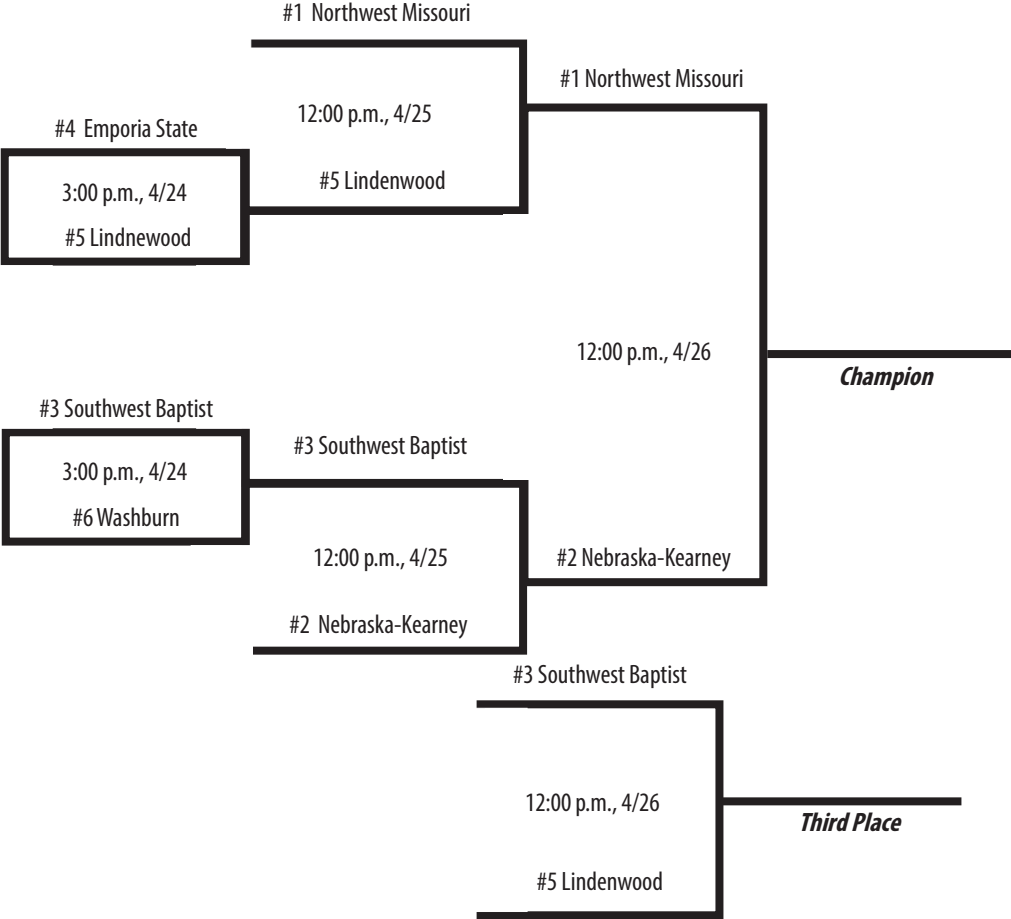 #1 Northwest Missouri
#1 Northwest Missouri
12:00 p.m., 4/25
#4 Emporia State
#5 Lindenwood
3:00 p.m., 4/24
#5 Lindnewood
12:00 p.m., 4/26
Champion
#3 Southwest Baptist
#3 Southwest Baptist
3:00 p.m., 4/24
#6 Washburn
12:00 p.m., 4/25
#2 Nebraska-Kearney
#2 Nebraska-Kearney
#3 Southwest Baptist
12:00 p.m., 4/26
Third Place
#5 Lindenwood